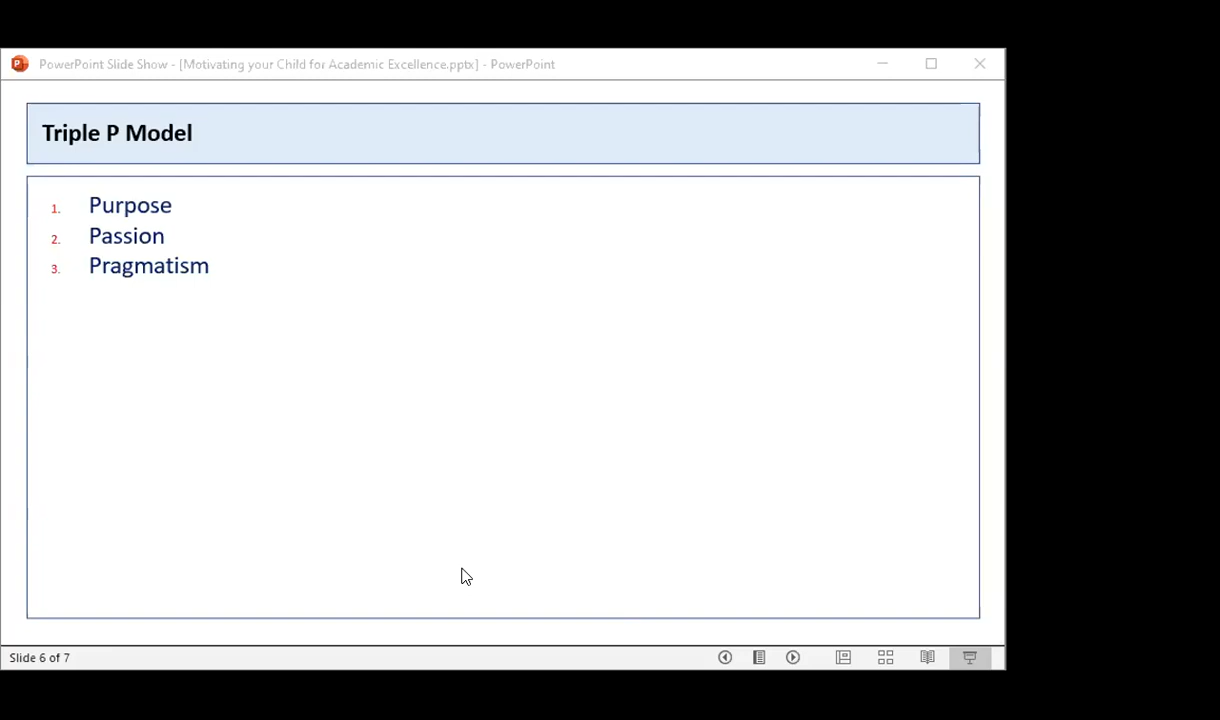 PowerPoint Slide Show - [Motivating your Child for Academic Excellence.pptx] - PowerPoint
Triple P Model
1. Purpose
2. Passion
3. Pragmatism
Slide 6 of 7